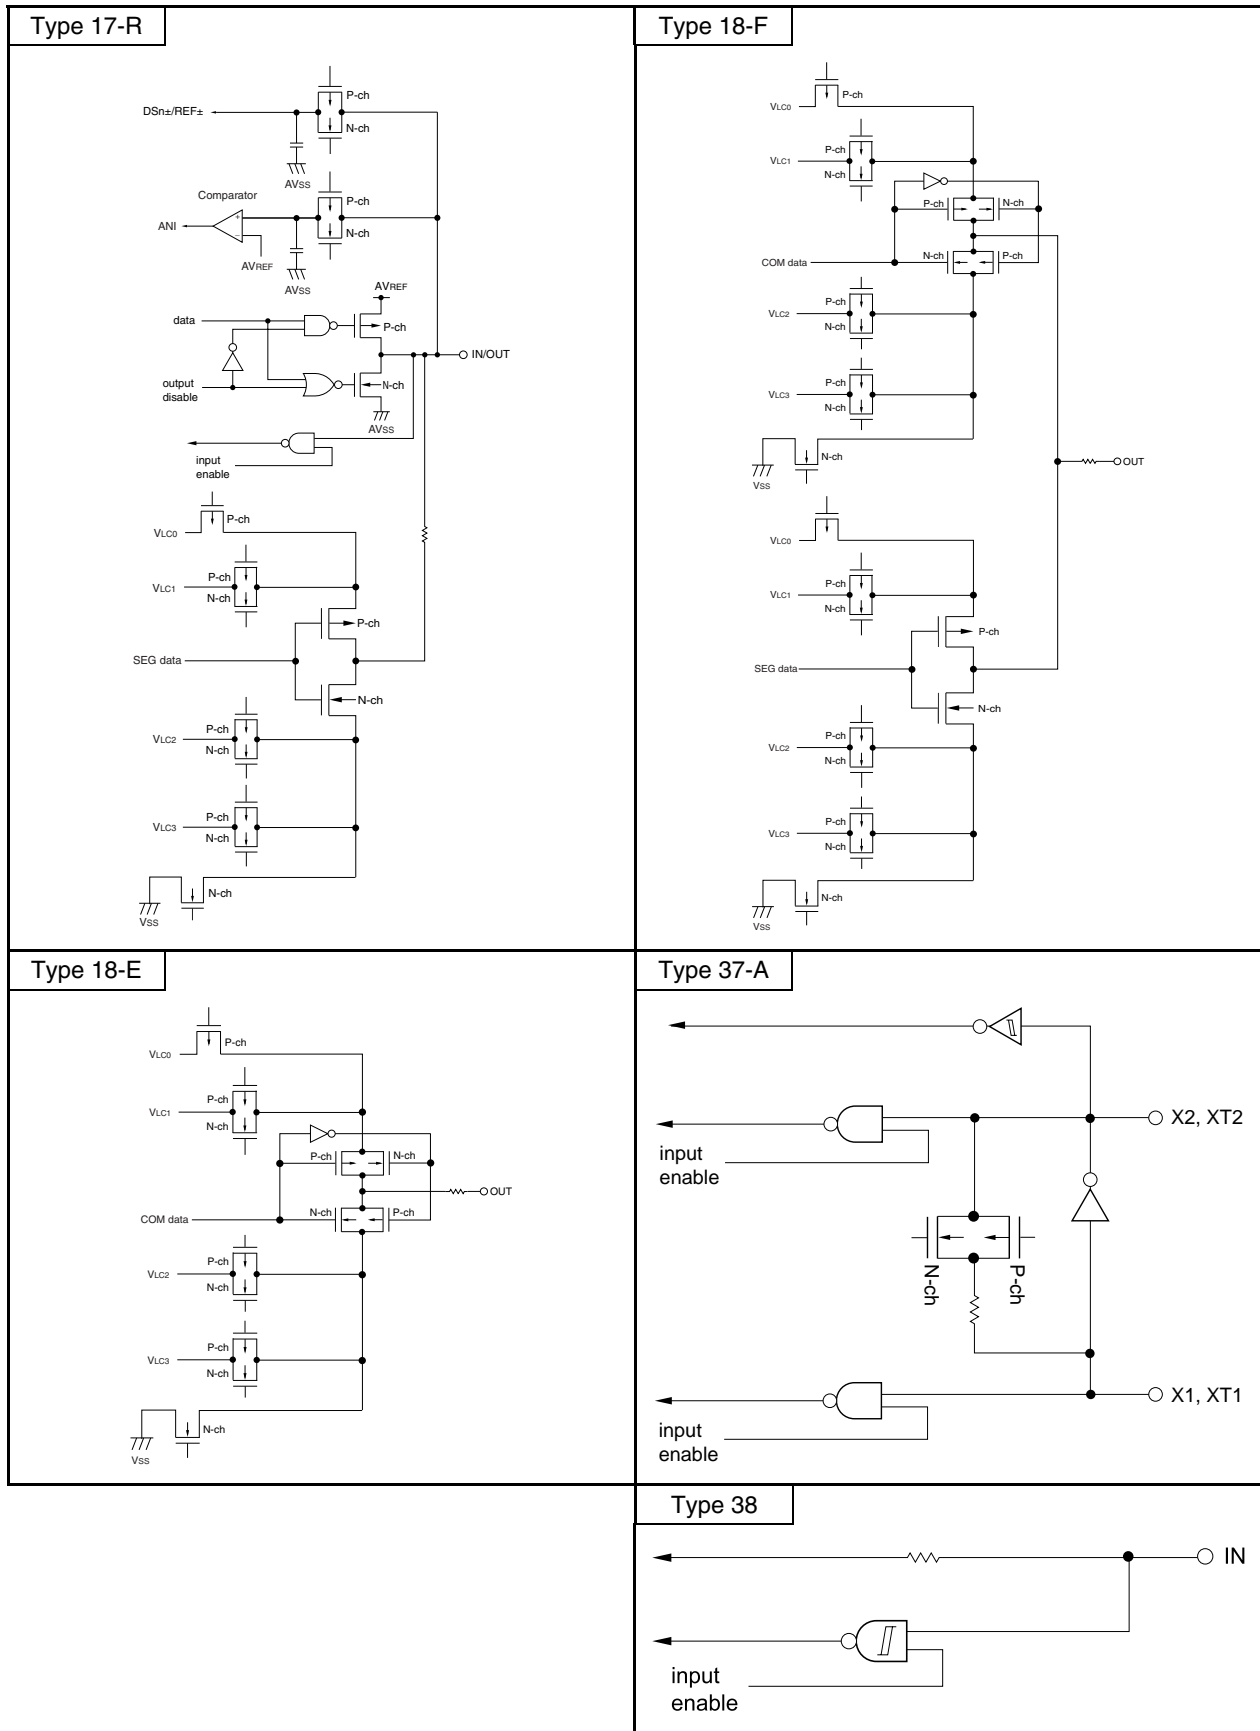 Type 17-R
P-ch
DSn±/REF±
N-ch
AVSS
Comparator
P-ch
+
ANI
−
N-ch
AVREF
AVSS
AVREF
data
P-ch
IN/OUT
output
disable
N-ch
AVSS
input
enable
P-ch
VLC0
P-ch
VLC1
N-ch
P-ch
SEG data
N-ch
P-ch
VLC2
N-ch
P-ch
VLC3
N-ch
N-ch
VSS
Type 18-F
P-ch
VLC0
P-ch
VLC1
N-ch
P-ch
N-ch
N-ch
P-ch
COM data
P-ch
VLC2
N-ch
P-ch
VLC3
N-ch
N-ch
OUT
VSS
P-ch
VLC0
P-ch
VLC1
N-ch
P-ch
SEG data
N-ch
P-ch
VLC2
N-ch
P-ch
VLC3
N-ch
N-ch
VSS
Type 18-E
P-ch
VLC0
P-ch
VLC1
N-ch
P-ch
N-ch
OUT
N-ch
P-ch
COM data
P-ch
VLC2
N-ch
P-ch
VLC3
N-ch
N-ch
VSS
Type 37-A
X2, XT2
input
enable
N-ch
P-ch
X1, XT1
input
enable
Type 38
IN
input
enable